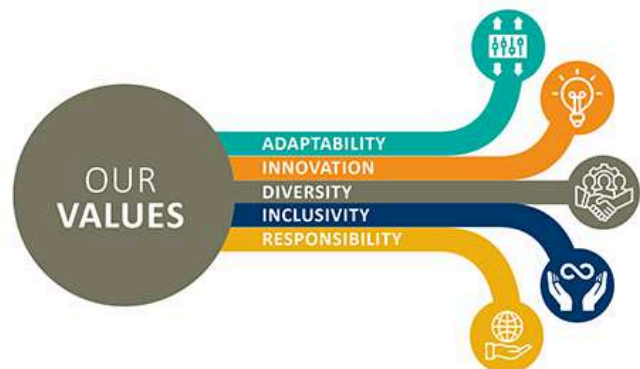 OUR
VALUES
ADAPTABILITY
INNOVATION
DIVERSITY
INCLUSIVITY
RESPONSIBILITY